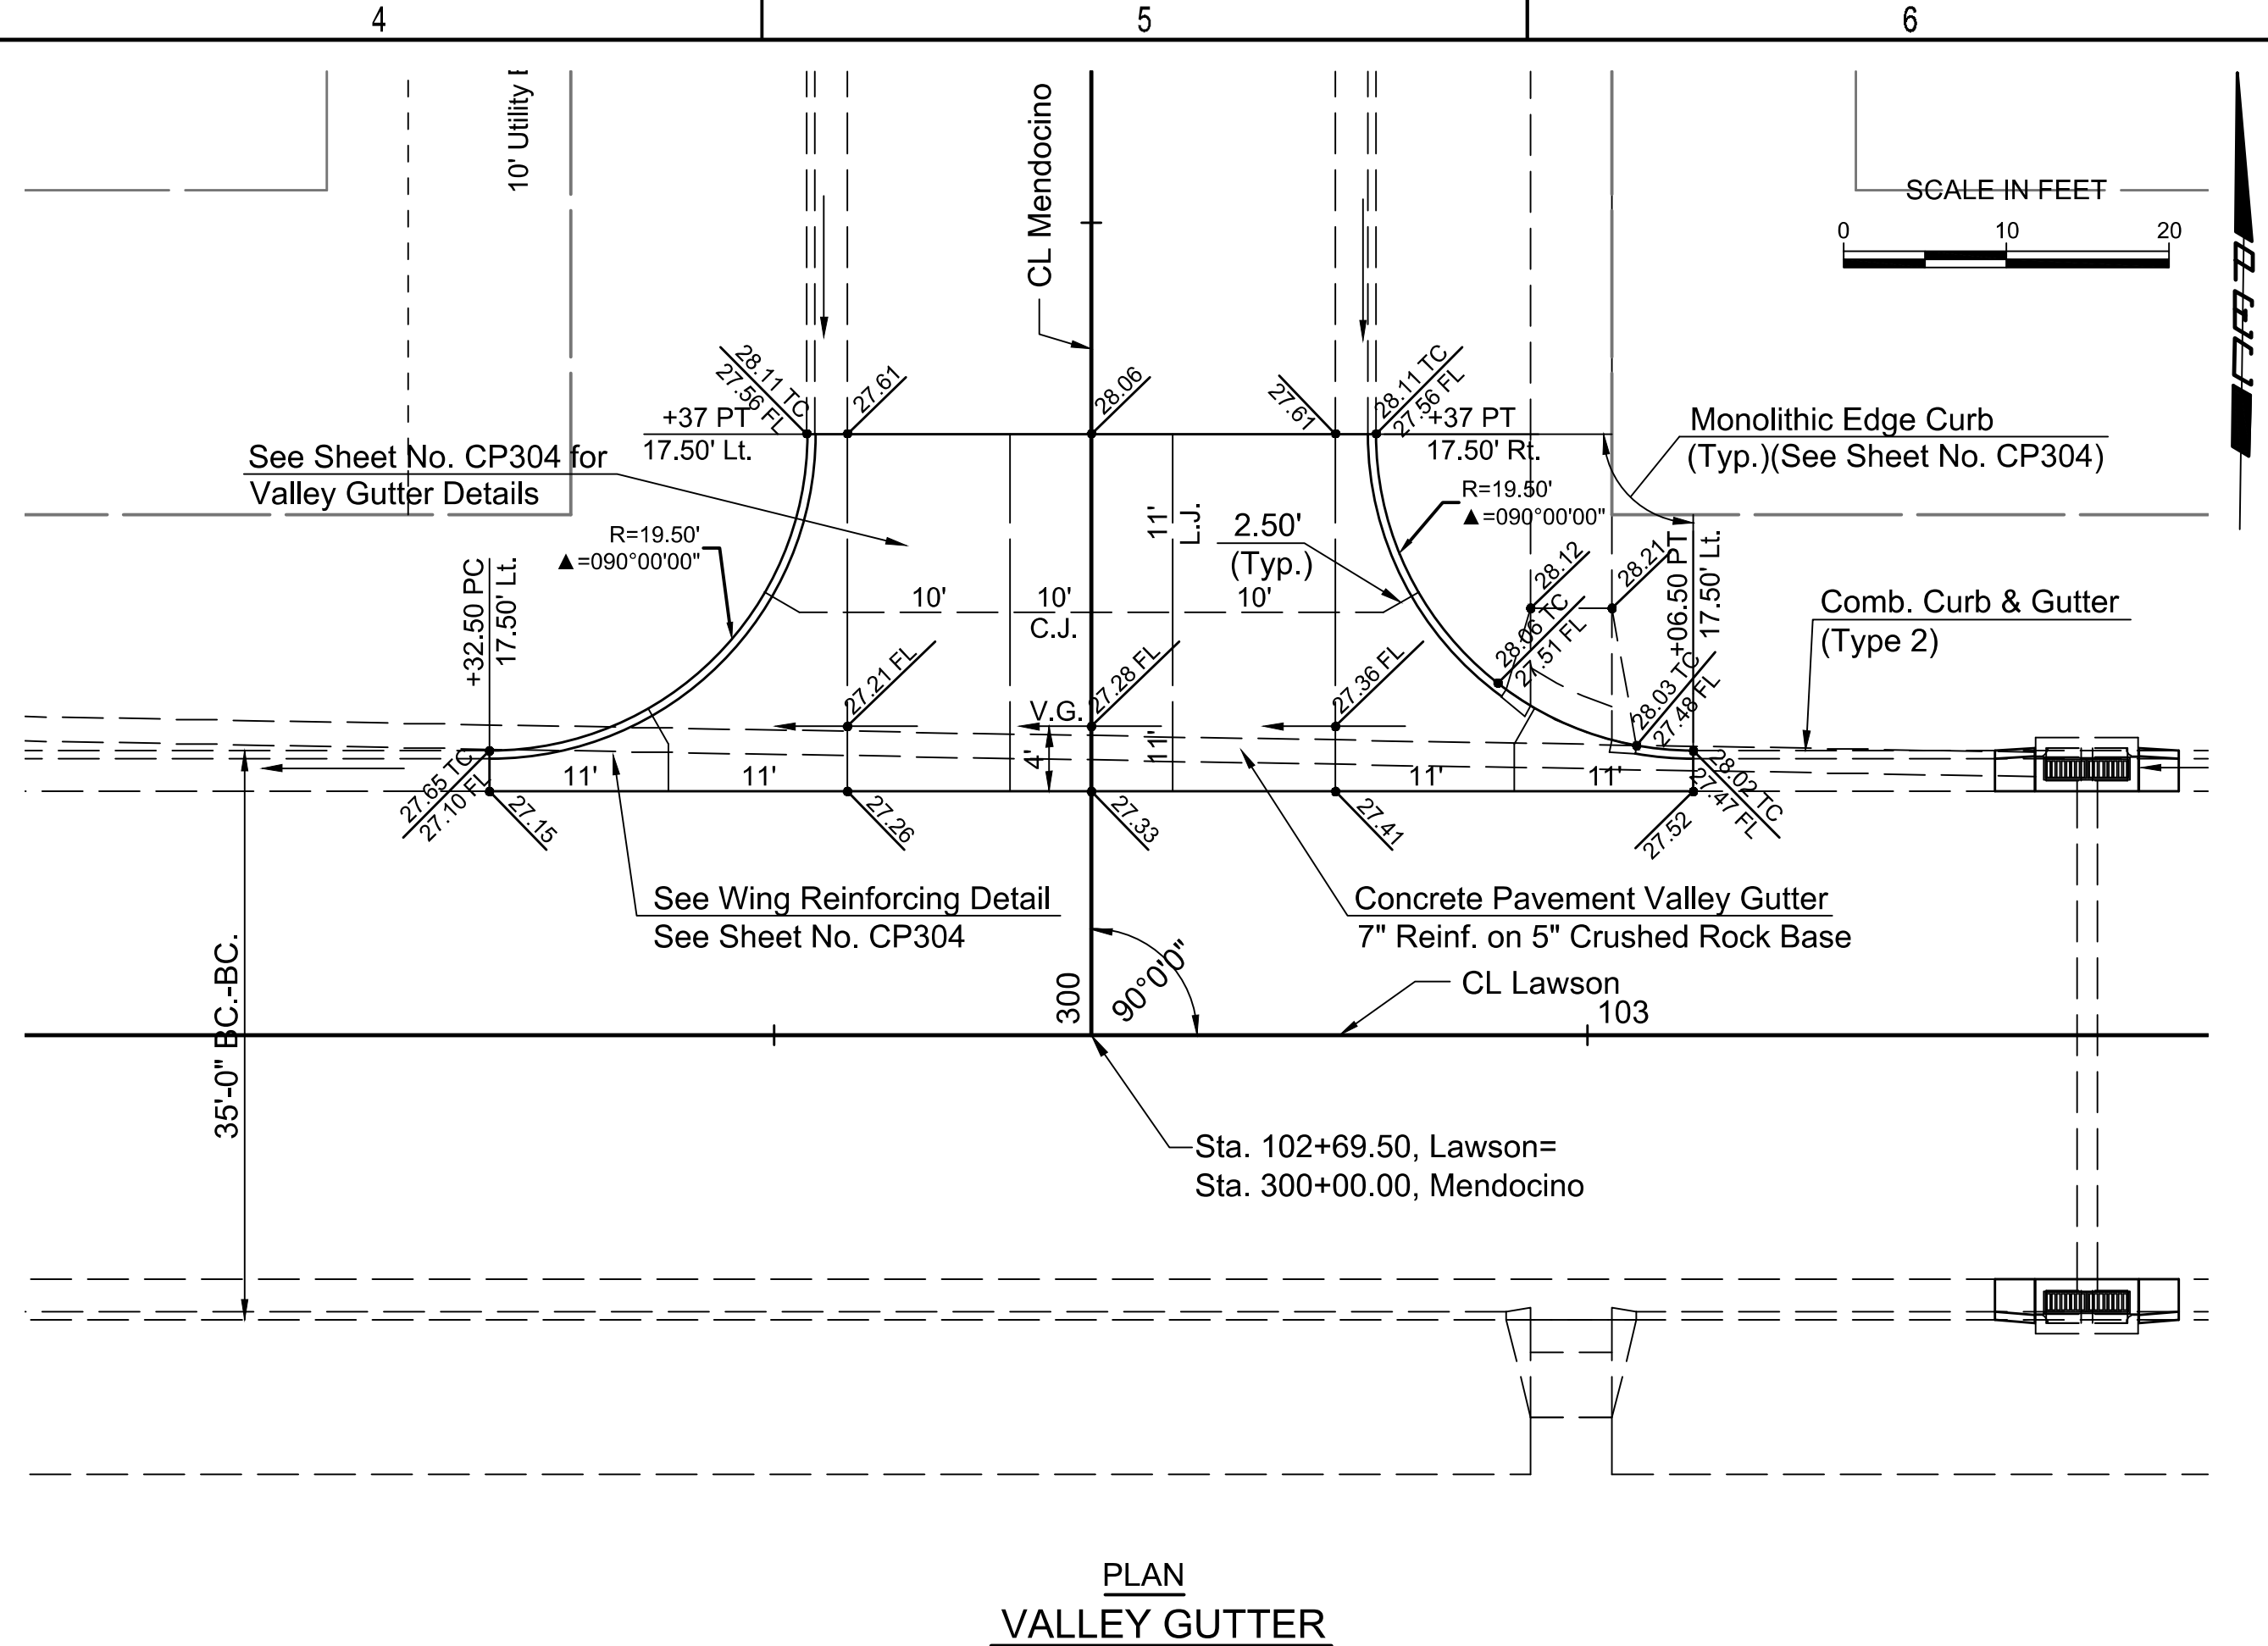 4
5
6
10' Utility
CL Mendocino
SCALE IN FEET
0
10
20
28.11 TC
27.56 FL
27.61
28.06
27.61
28.11 TC
27.56 FL
+37 PT
17.50' Lt.
+37 PT
17.50' Rt.
Monolithic Edge Curb
(Typ.)(See Sheet No. CP304)
See Sheet No. CP304 for
Valley Gutter Details
R=19.50'
▲=090°00'00"
R=19.50'
▲=090°00'00"
11'
L.J.
2.50'
(Typ.)
+32.50 PC
17.50' Lt.
28.12
28.21
+06.50 PT
17.50' Lt.
10'
10'
10'
C.J.
Comb. Curb & Gutter
(Type 2)
28.06 TC
27.51 FL
27.21 FL
27.28 FL
27.36 FL
28.03 TC
27.48 FL
V.G.
4'
11'
11'
11'
11'
11'
27.65 TC
27.10 FL
27.15
27.26
27.33
27.41
27.52
28.02 TC
27.47 FL
See Wing Reinforcing Detail
See Sheet No. CP304
Concrete Pavement Valley Gutter
7" Reinf. on 5" Crushed Rock Base
35'-0" BC.-BC.
300
90°0'0"
CL Lawson
103
Sta. 102+69.50, Lawson=
Sta. 300+00.00, Mendocino
PLAN
VALLEY GUTTER